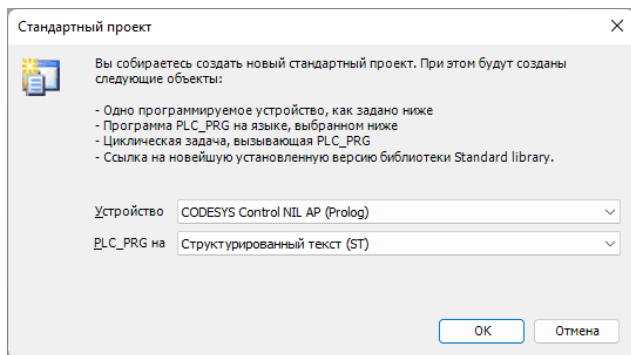 Стандартный проект
Вы собираетесь создать новый стандартный проект. При этом будут созданы
следующие объекты:
- Одно программируемое устройство, как задано ниже
- Программа PLC_PRG на языке, выбранном ниже
- Циклическая задача, вызывающая PLC_PRG
- Ссылка на новейшую установленную версию библиотеки Standard library.
Устройство CODESYS Control NIL AP (Prolog)
PLC_PRG на Структурированный текст (ST)
ОК Отмена